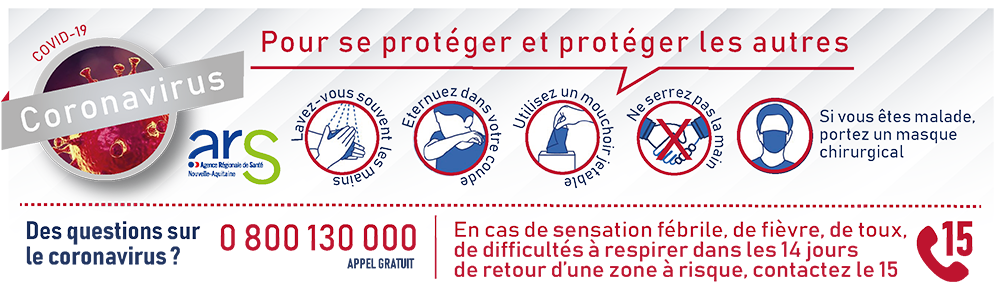 COVID-19
Coronavirus
Pour se protéger et protéger les autres
ars
Agence Régionale de Santé
Nouvelle-Aquitaine
Lavez-vous souvent les mains
Eternuez dans votre coude
Utilisez un mouchoir jetable
Ne serrez pas la main
Si vous êtes malade,
portez un masque
chirurgical
Des questions sur
le coronavirus ?
0 800 130 000
APPEL GRATUIT
En cas de sensation fébrile, de fièvre, de toux,
de difficultés à respirer dans les 14 jours
de retour d'une zone à risque, contactez le 15
15